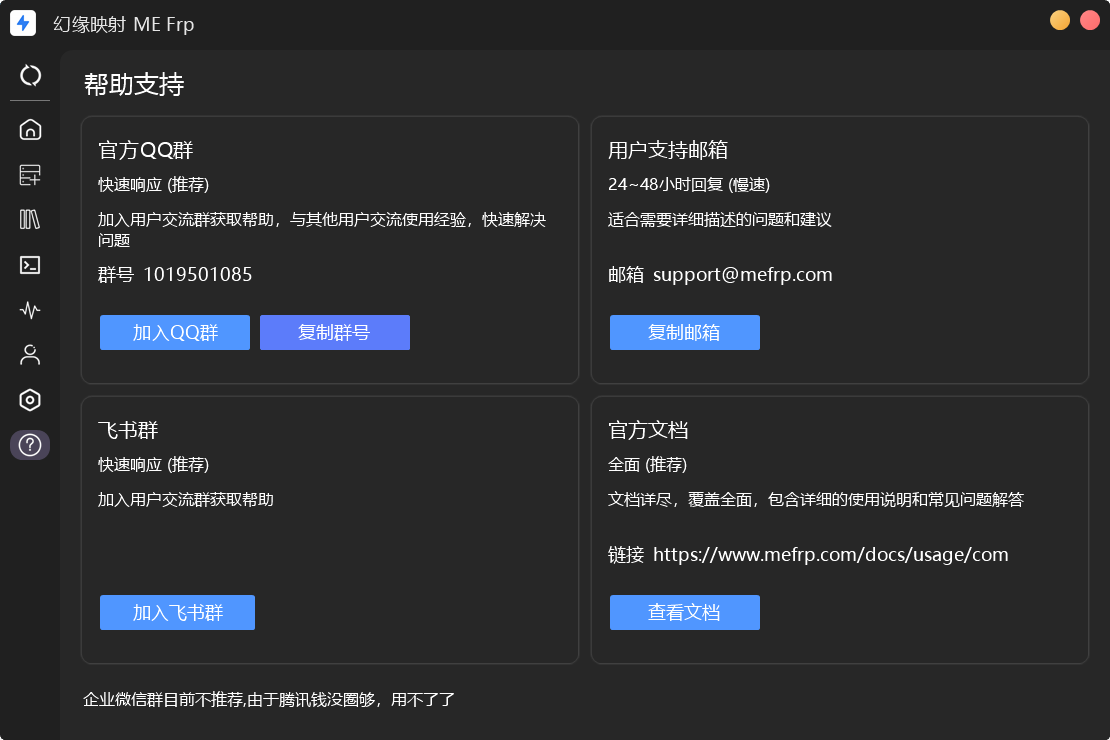 幻缘映射 ME Frp
帮助支持
官方QQ群
快速响应 (推荐)
加入用户交流群获取帮助，与其他用户交流使用经验，快速解决
问题
群号 1019501085
加入QQ群
复制群号
用户支持邮箱
24~48小时回复 (慢速)
适合需要详细描述的问题和建议
邮箱 support@mefrp.com
复制邮箱
飞书群
快速响应 (推荐)
加入用户交流群获取帮助
加入飞书群
官方文档
全面 (推荐)
文档详尽，覆盖全面，包含详细的使用说明和常见问题解答
链接 https://www.mefrp.com/docs/usage/com
查看文档
企业微信群目前不推荐,由于腾讯钱没圈够，用不了了